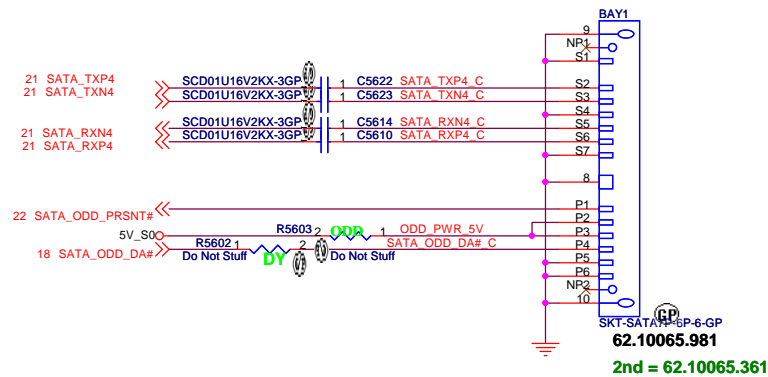 BAY1
9
NP1
S1
21 SATA_TXP4 SCD01U16V2KX-3GP 1 C5622 SATA_TXP4_C S2
21 SATA_TXN4 SCD01U16V2KX-3GP 1 C5623 SATA_TXN4_C S3
S4
21 SATA_RXN4 SCD01U16V2KX-3GP 1 C5614 SATA_RXN4_C S5
21 SATA_RXP4 SCD01U16V2KX-3GP 1 C5610 SATA_RXP4_C S6
S7
8
22 SATA_ODD_PRSNT# P1
P2
5V_S0 R5603 2 ODD 1 ODD_PWR_5V P3
18 SATA_ODD_DA# R5602 1 2 SATA_ODD_DA#_C P4
Do Not Stuff DY Do Not Stuff P5
P6
NP2
10
GP
SKT-SATA7P-6P-6-GP
62.10065.981
2nd = 62.10065.361